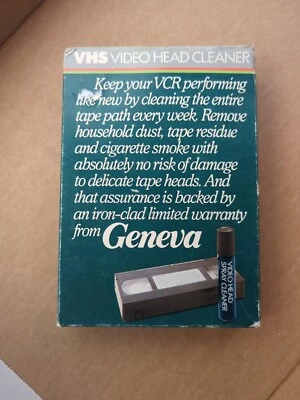 VHS VIDEO HEAD CLEANER
Keep your VCR performing
like new by cleaning the entire
tape path every week. Remove
household dust, tape residue
and cigarette smoke with
absolutely no risk of damage
to delicate tape heads. And
that assurance is backed by
an iron-clad limited warranty
from Geneva
VIDEO HEAD
SPRAY CLEANER